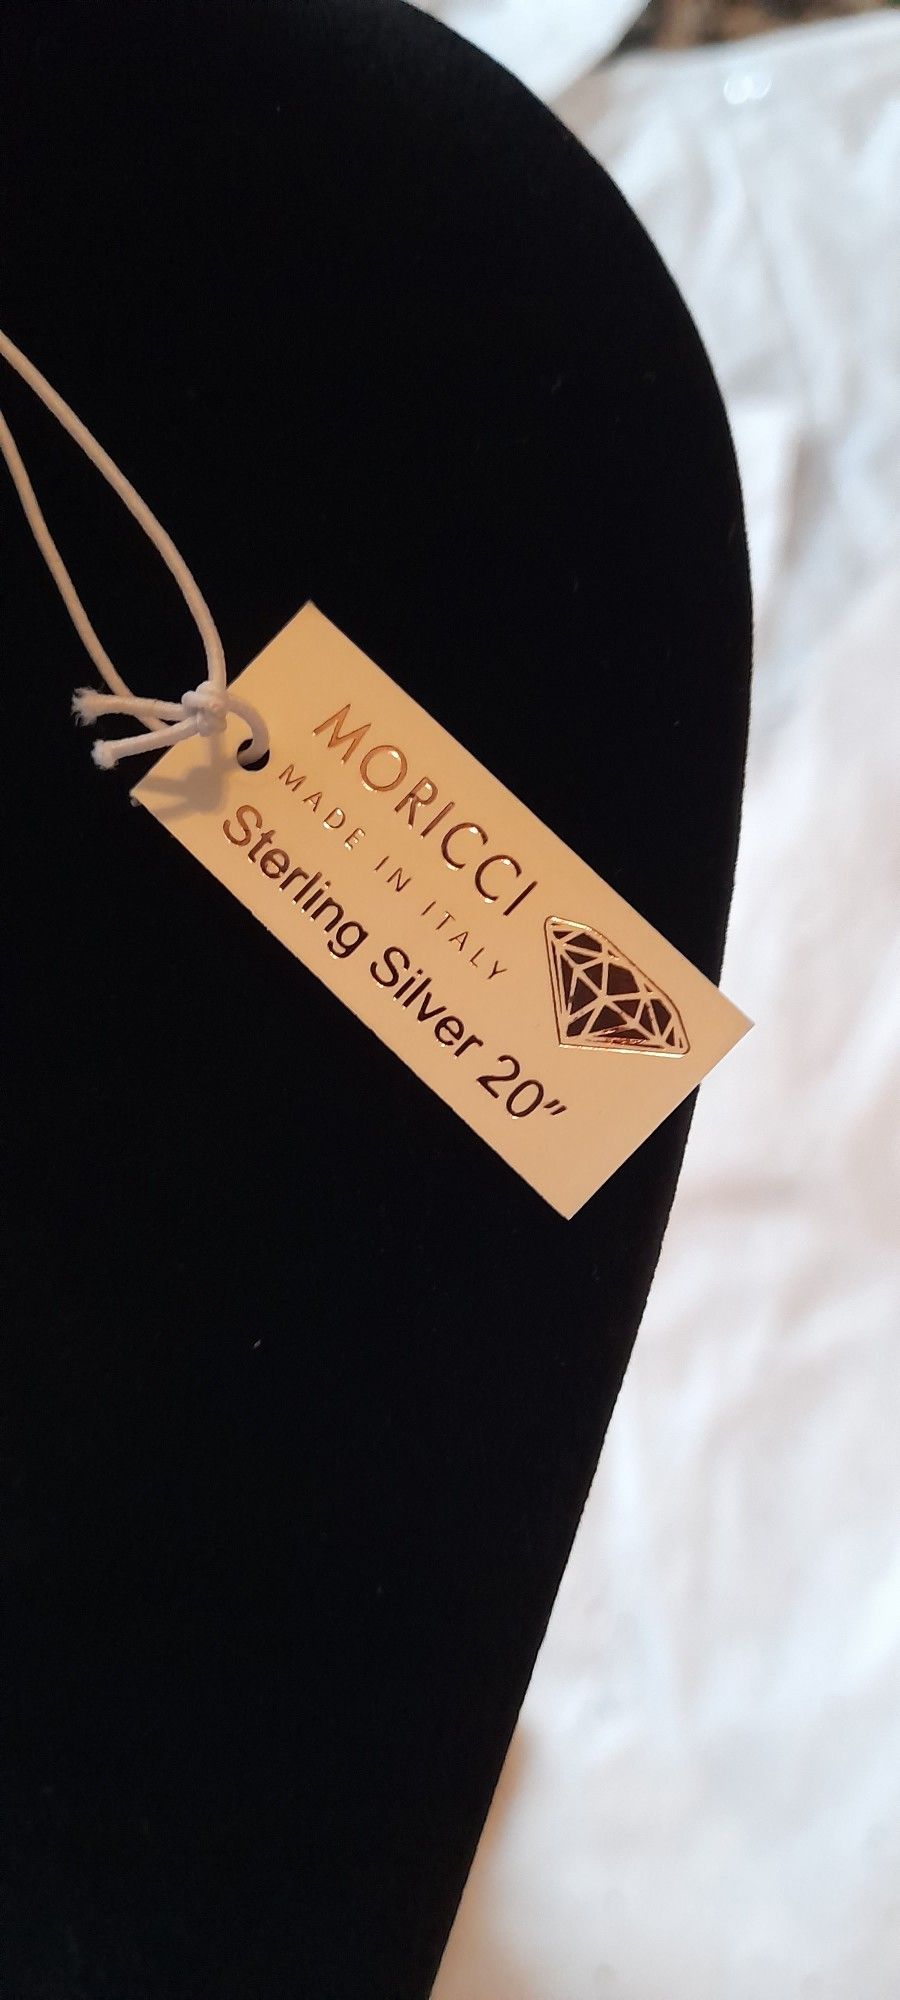 MORICCI
MADE IN ITALY
Sterling Silver 20"